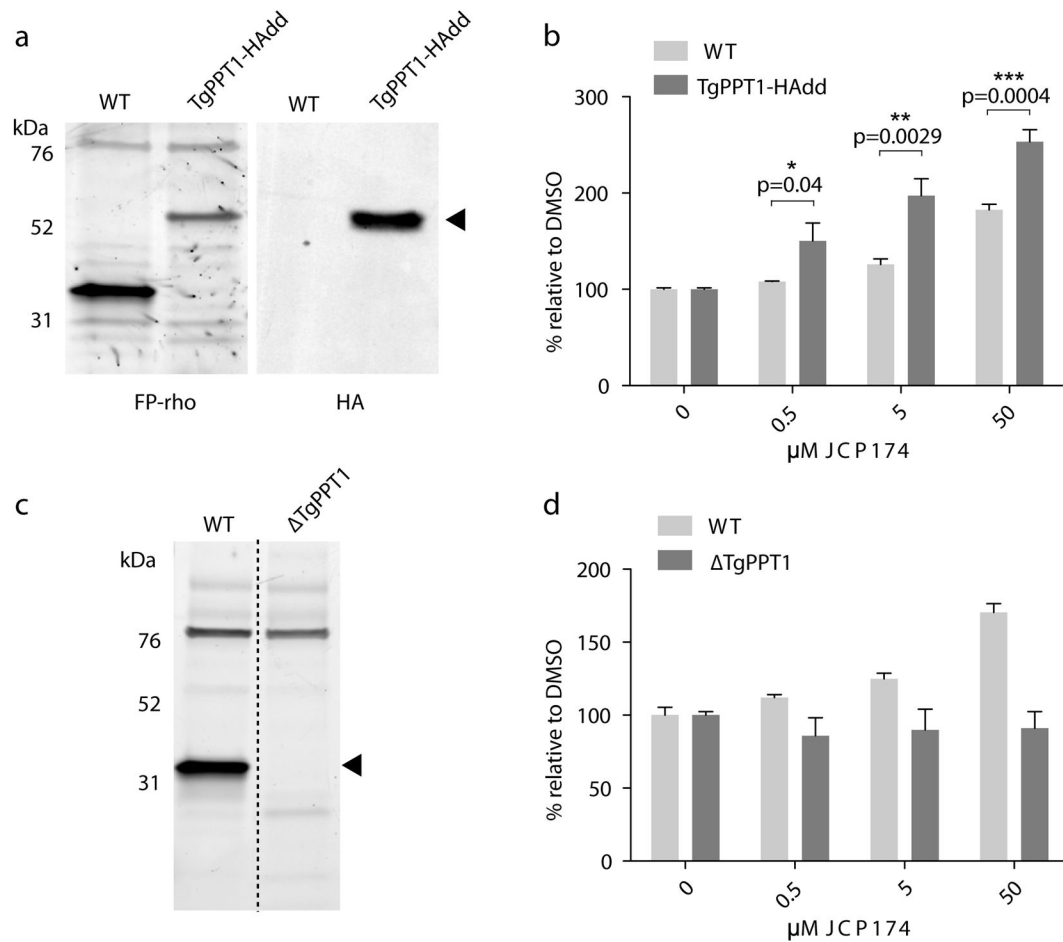 a
WT
TgPPT1-HAdd
WT
TgPPT1-HAdd
kDa
76
52
31
FP-rho
HA
b
WT
TgPPT1-HAdd
300
200
100
0
% relative to DMSO
*
p=0.04
**
p=0.0029
***
p=0.0004
0
0.5
5
50
µM JCP174
c
WT
ΔTgPPT1
kDa
76
52
31
d
WT
ΔTgPPT1
200
150
100
50
0
% relative to DMSO
0
0.5
5
50
µM JCP174